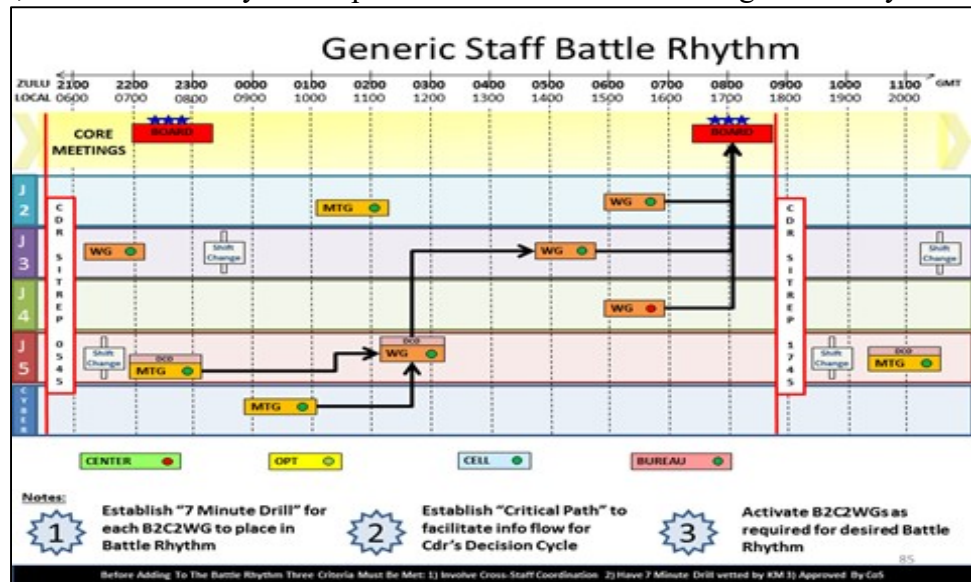 Generic Staff Battle Rhythm
ZULU 2100 2200 2300 0000 0100 0200 0300 0400 0500 0600 0700 0800 0900 1000 1100 GMT
LOCAL 0600 0700 0800 0900 1000 1100 1200 1300 1400 1500 1600 1700 1800 1900 2000
CORE MEETINGS
BOARD
BOARD
J2
MTG
WG
J3
WG
Shift Change
WG
Shift Change
J4
WG
J5
Shift Change
DCO
MTG
DCO
WG
Shift Change
DCO
MTG
CYBER
MTG
CDR SITREP 0545
CDR SITREP 1745
CENTER
OPT
CELL
BUREAU
Notes:
1
Establish "7 Minute Drill" for
each B2C2WG to place in
Battle Rhythm
2
Establish "Critical Path" to
facilitate info flow for
Cdr's Decision Cycle
3
Activate B2C2WGs as
required for desired Battle
Rhythm
85
Before Adding To The Battle Rhythm Three Criteria Must Be Met: 1) Involve Cross-Staff Coordination 2) Have 7 Minute Drill vetted by KM 3) Approved By CoS